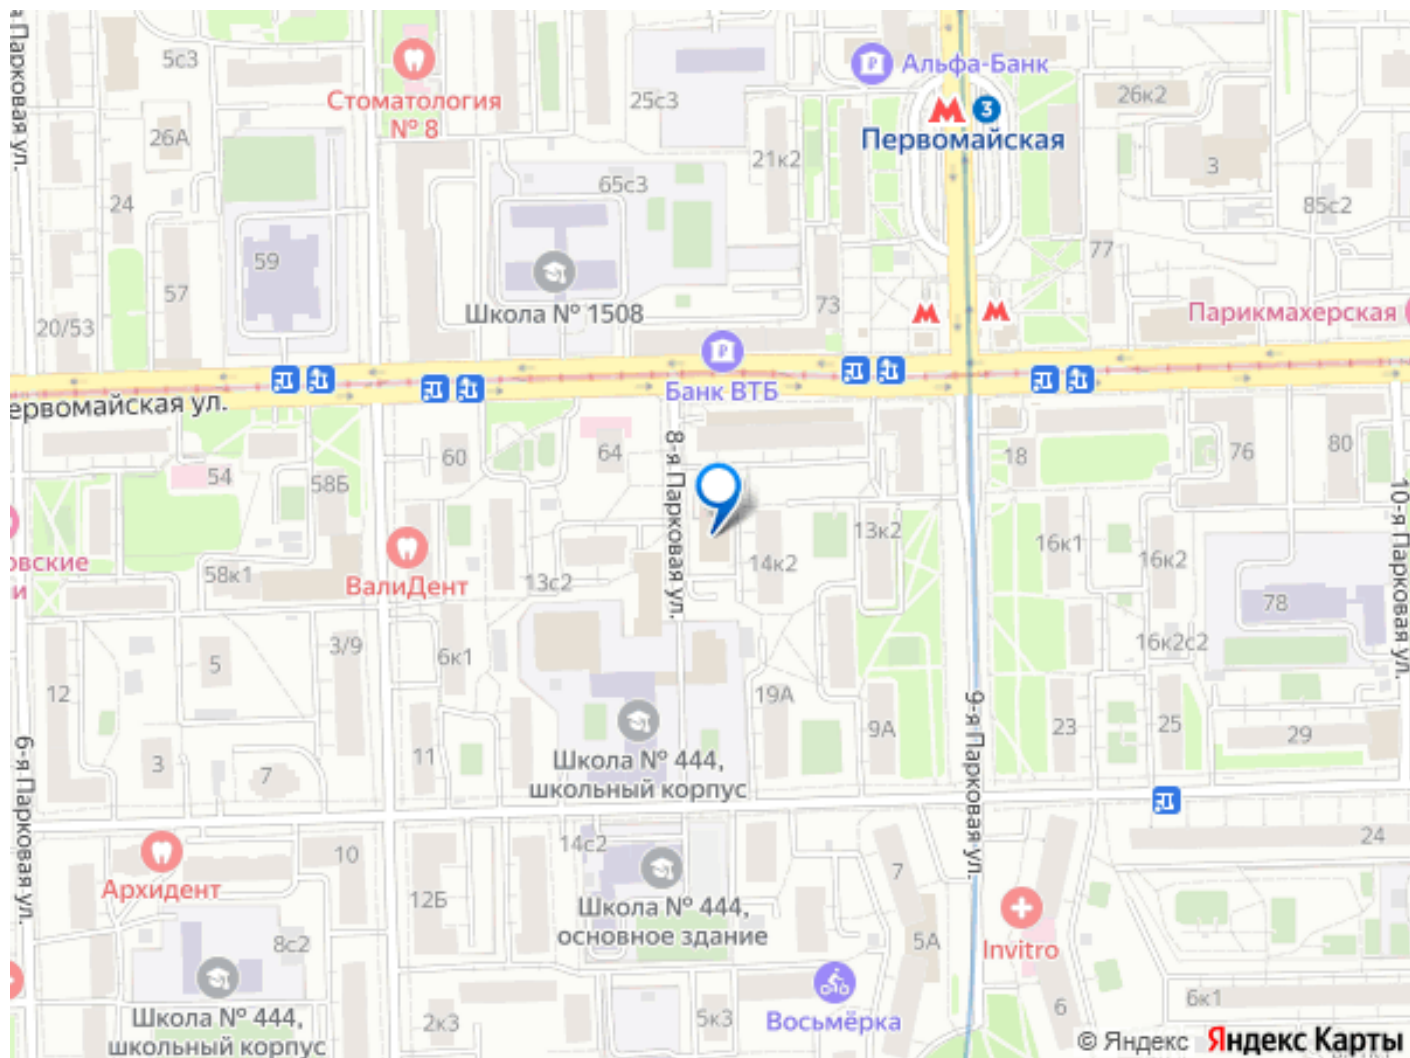 я Парковая ул.
5с3
Стоматология
№ 8
25с3
Альфа-Банк
3
Первомайская
26к2
26А
24
21к2
3
65с3
85с2
59
57
77
20/53
Школа № 1508
73
Парикмахерская
Банк ВТБ
ервомайская ул.
8-я Парковая ул.
60
64
18
76
80
54
58Б
10-я Парковая ул.
овские
и
58к1
ВалиДент
13с2
14к2
13к2
16к1
16к2
78
12
5
3/9
6к1
16к2с2
19А
9А
23
25
29
9-я Парковая ул.
6-я Парковая ул.
3
7
11
Школа № 444,
школьный корпус
24
Архидент
10
14с2
12Б
7
Школа № 444,
основное здание
5А
Invitro
8с2
Школа № 444,
школьный корпус
2к3
5к3
Восьмёрка
6
6к1
© Яндекс Яндекс Карты